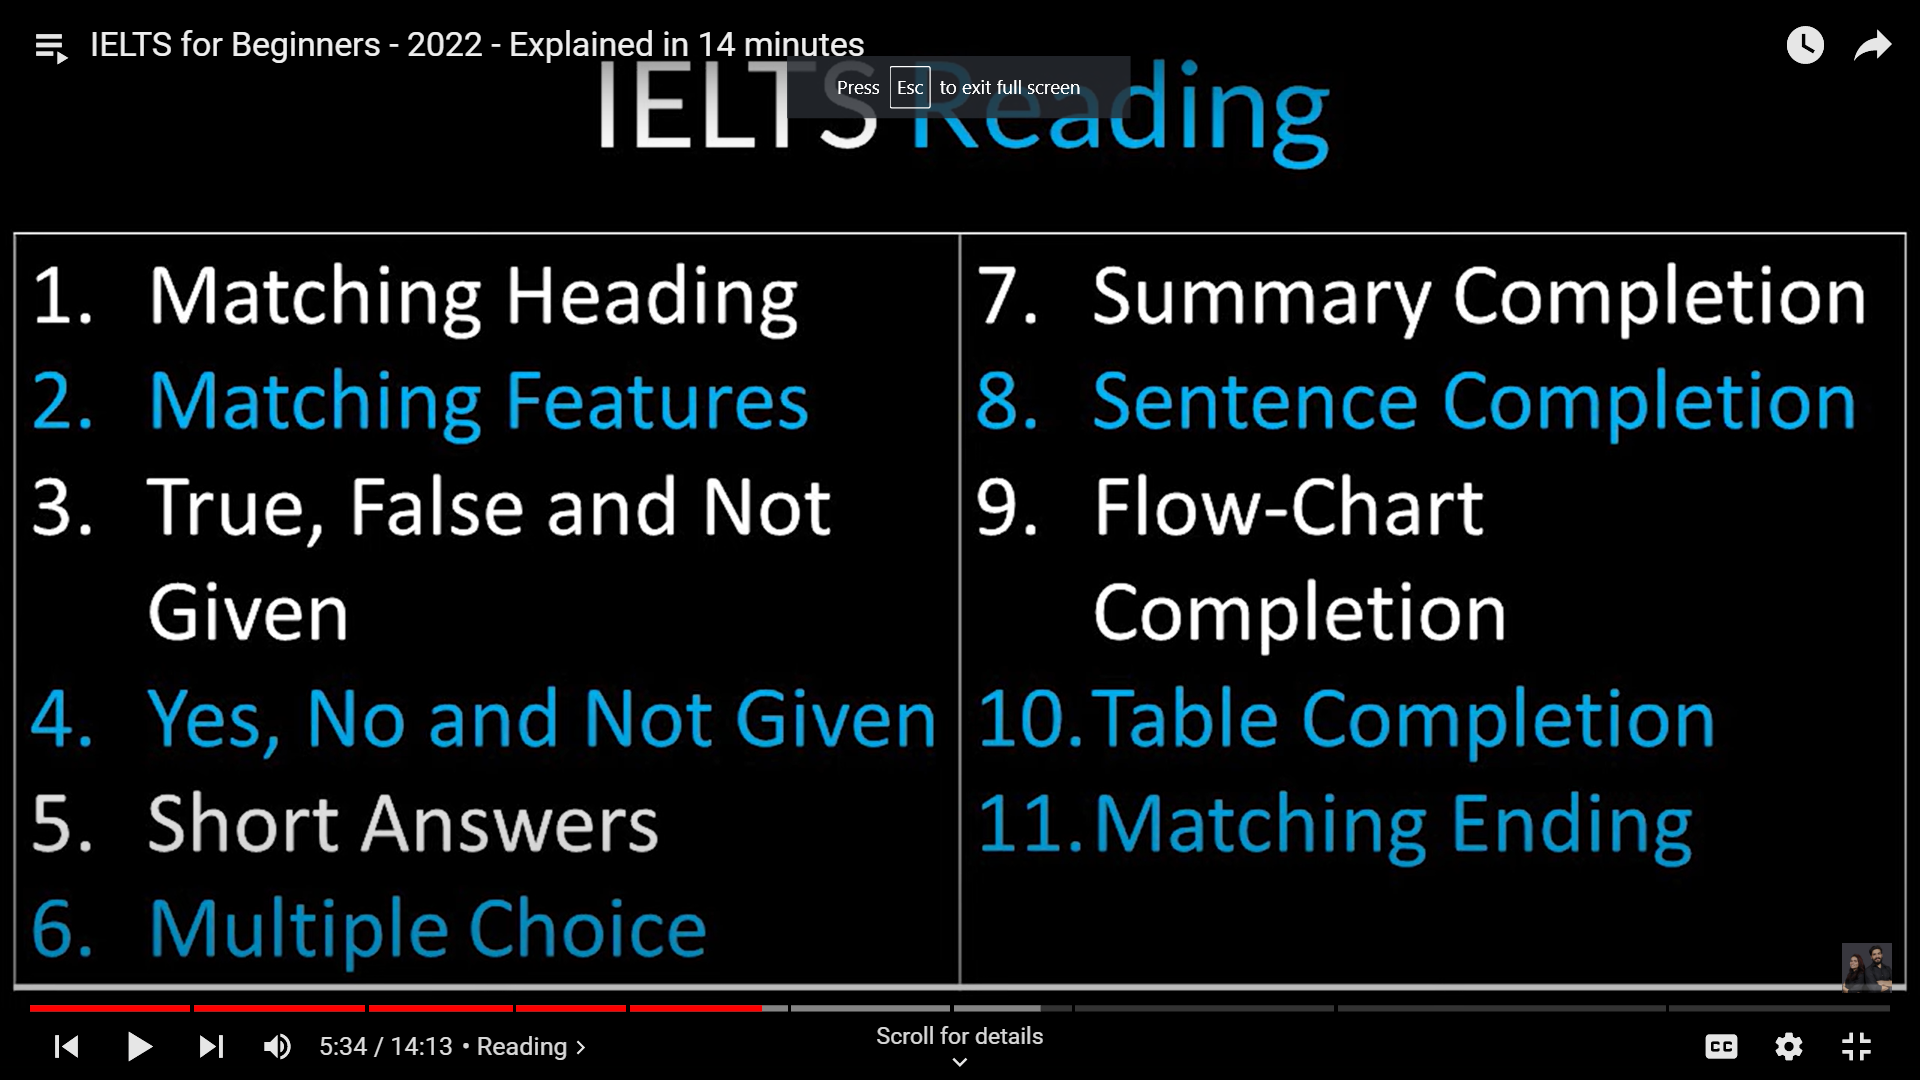 IELTS for Beginners - 2022 - Explained in 14 minutes
Press Esc to exit full screen
IELTS Reading
1. Matching Heading
2. Matching Features
3. True, False and Not
Given
4. Yes, No and Not Given
5. Short Answers
6. Multiple Choice
7. Summary Completion
8. Sentence Completion
9. Flow-Chart
Completion
10. Table Completion
11. Matching Ending
5:34 / 14:13 • Reading
Scroll for details
CC